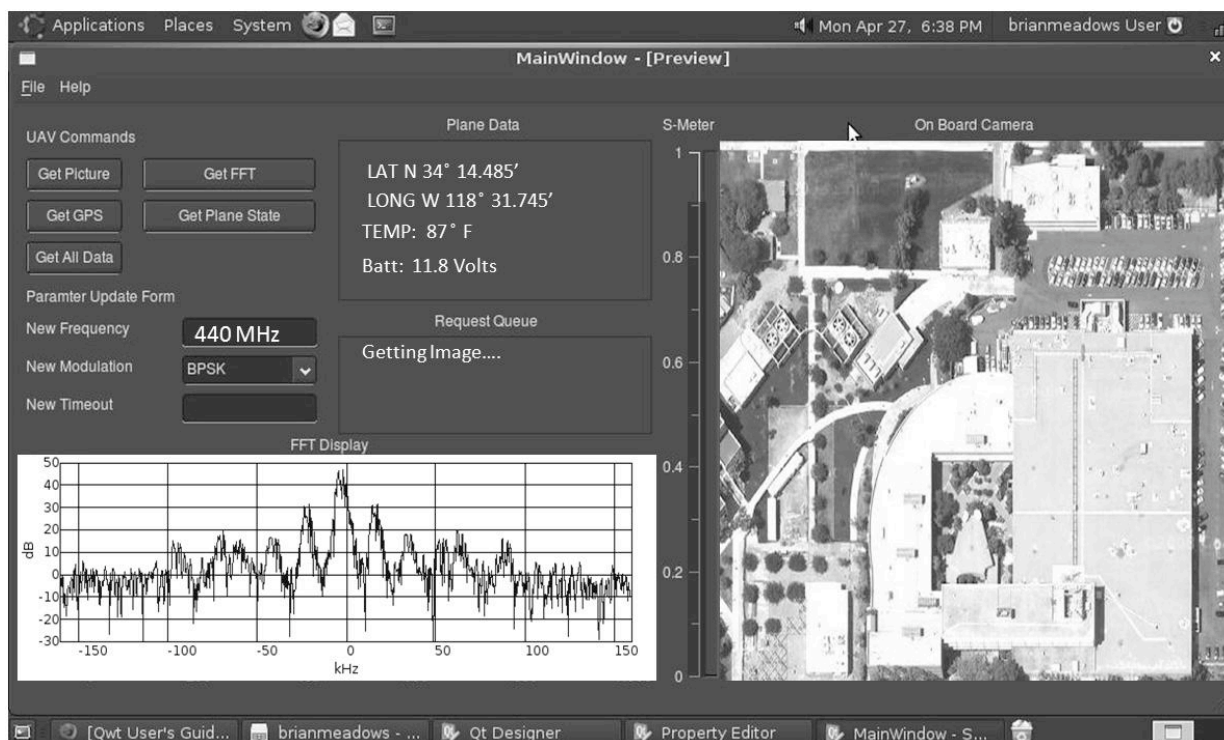 Applications Places System Mon Apr 27, 6:38 PM brianmeadows User
MainWindow - [Preview]
File Help
UAV Commands
Get Picture Get FFT
Get GPS Get Plane State
Get All Data
Paramter Update Form
New Frequency 440 MHz
New Modulation BPSK
New Timeout
Plane Data
LAT N 34˚ 14.485’
LONG W 118˚ 31.745’
TEMP: 87˚ F
Batt: 11.8 Volts
Request Queue
Getting Image....
S-Meter
1
0.8
0.6
0.4
0.2
0
On Board Camera
FFT Display
dB
50
40
30
20
10
0
-10
-20
-30
-150 -100 -50 0 50 100 150
kHz
[Qwt User's Guid... brianmeadows - ... Qt Designer Property Editor MainWindow - S...